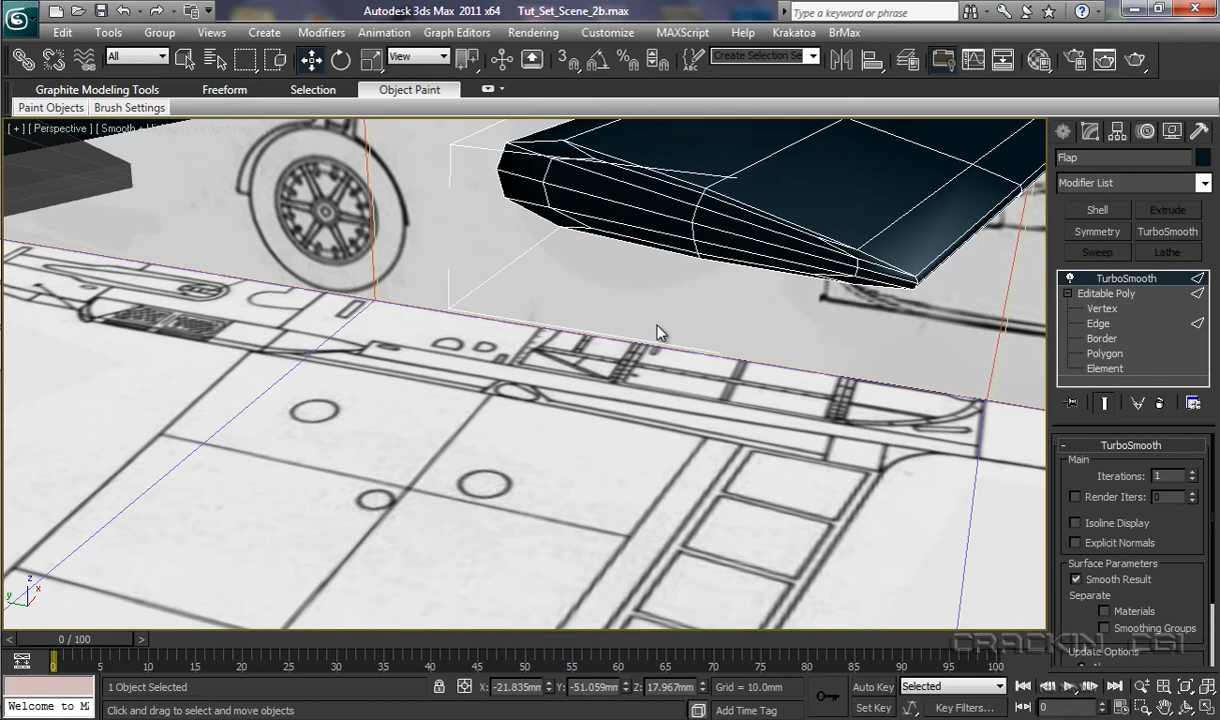 Autodesk 3ds Max 2011 x64 Tut_Set_Scene_2b.max
Type a keyword or phrase
Edit Tools Group Views Create Modifiers Animation Graph Editors Rendering Customize MAXScript Help Krakatoa BrMax
All View Create Selection Se
Graphite Modeling Tools Freeform Selection Object Paint
Paint Objects Brush Settings
[ + ] [ Perspective ] [ Smooth +
Flap
Modifier List
Shell Extrude
Symmetry TurboSmooth
Sweep Lathe
TurboSmooth
Editable Poly
Vertex
Edge
Border
Polygon
Element
- TurboSmooth
Main
Iterations: 1
Render Iters: 0
Isoline Display
Explicit Normals
Surface Parameters
Smooth Result
Separate
Materials
Smoothing Groups
Update Options
z
y x
CRACKIN CGI
< 0 / 100 >
0 5 10 15 20 25 30 35 40 45 50 55 60 65 70 75 80 85 90 95 100
1 Object Selected X: -21.835mm Y: -51.059mm Z: 17.967mm Grid = 10.0mm Auto Key Selected
Welcome to MA Click and drag to select and move objects Add Time Tag Set Key Key Filters... 0